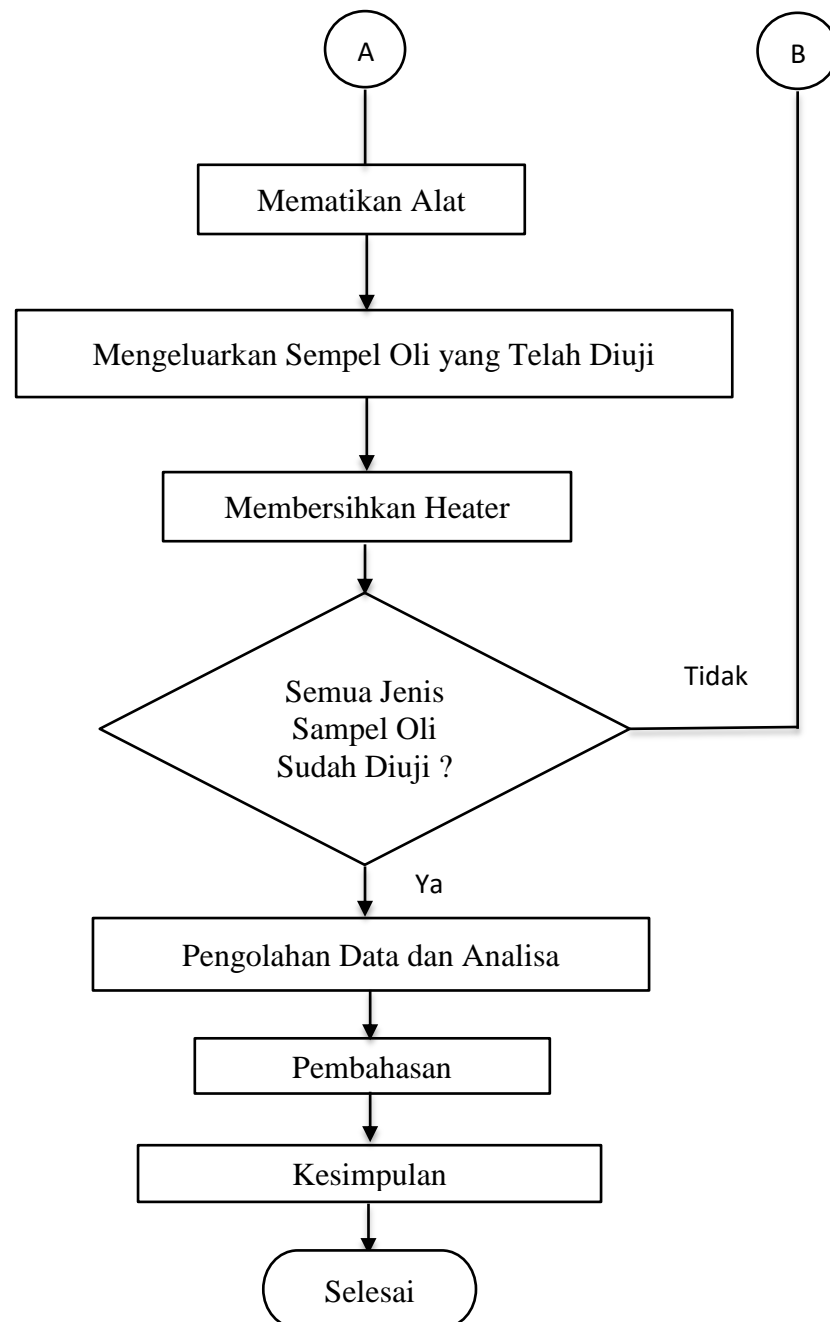 A
B
Mematikan Alat
Mengeluarkan Sempel Oli yang Telah Diuji
Membersihkan Heater
Semua Jenis
Sampel Oli
Sudah Diuji ?
Tidak
Ya
Pengolahan Data dan Analisa
Pembahasan
Kesimpulan
Selesai